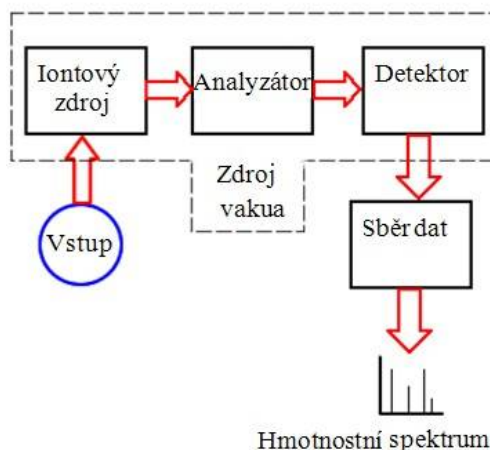 Iontový
zdroj
Analyzátor
Detektor
Zdroj
vakua
Vstup
Sběr dat
Hmotnostní spektrum